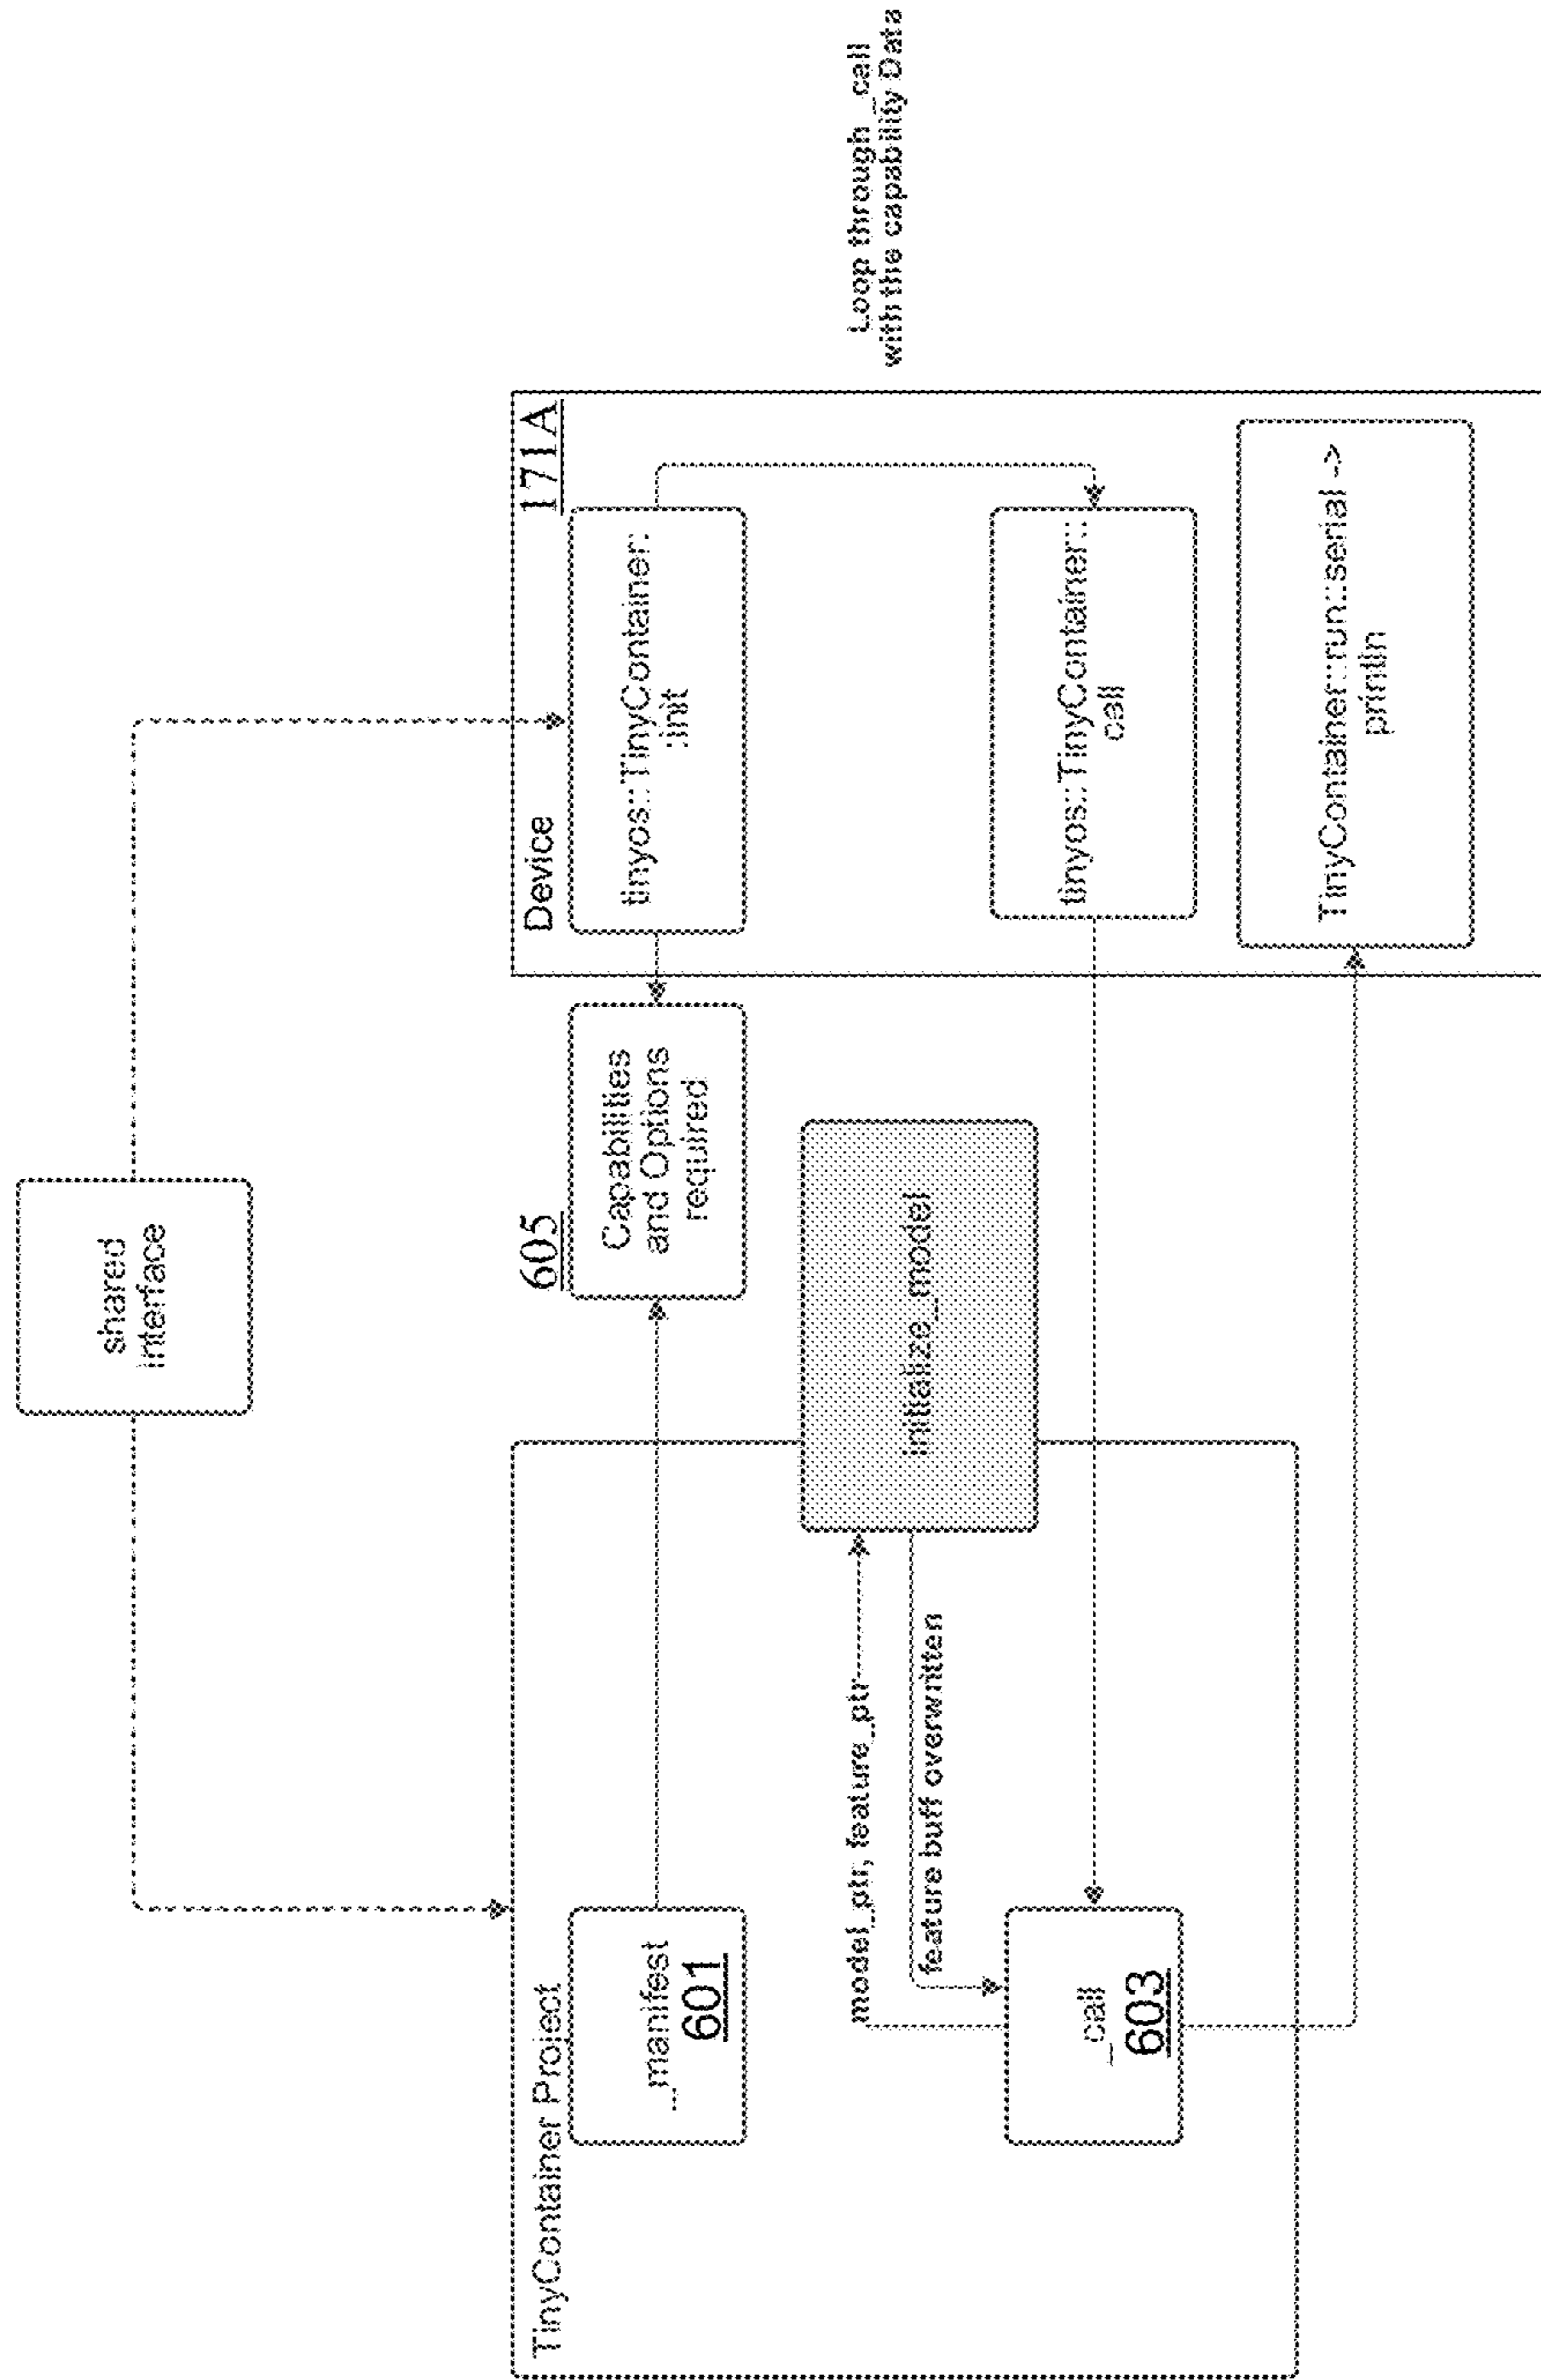 shared
interface
TinyContainer Project
_manifest
601
605
Capabilities
and Options
required
Device
171A
tinyos::TinyContainer:
:init
model_ptr, feature_ptr
feature buff overwritten
initialize_model
Loop through _call
with the capability Data
_call
603
tinyos::TinyContainer::
call
TinyContainer::run::serial ->
println